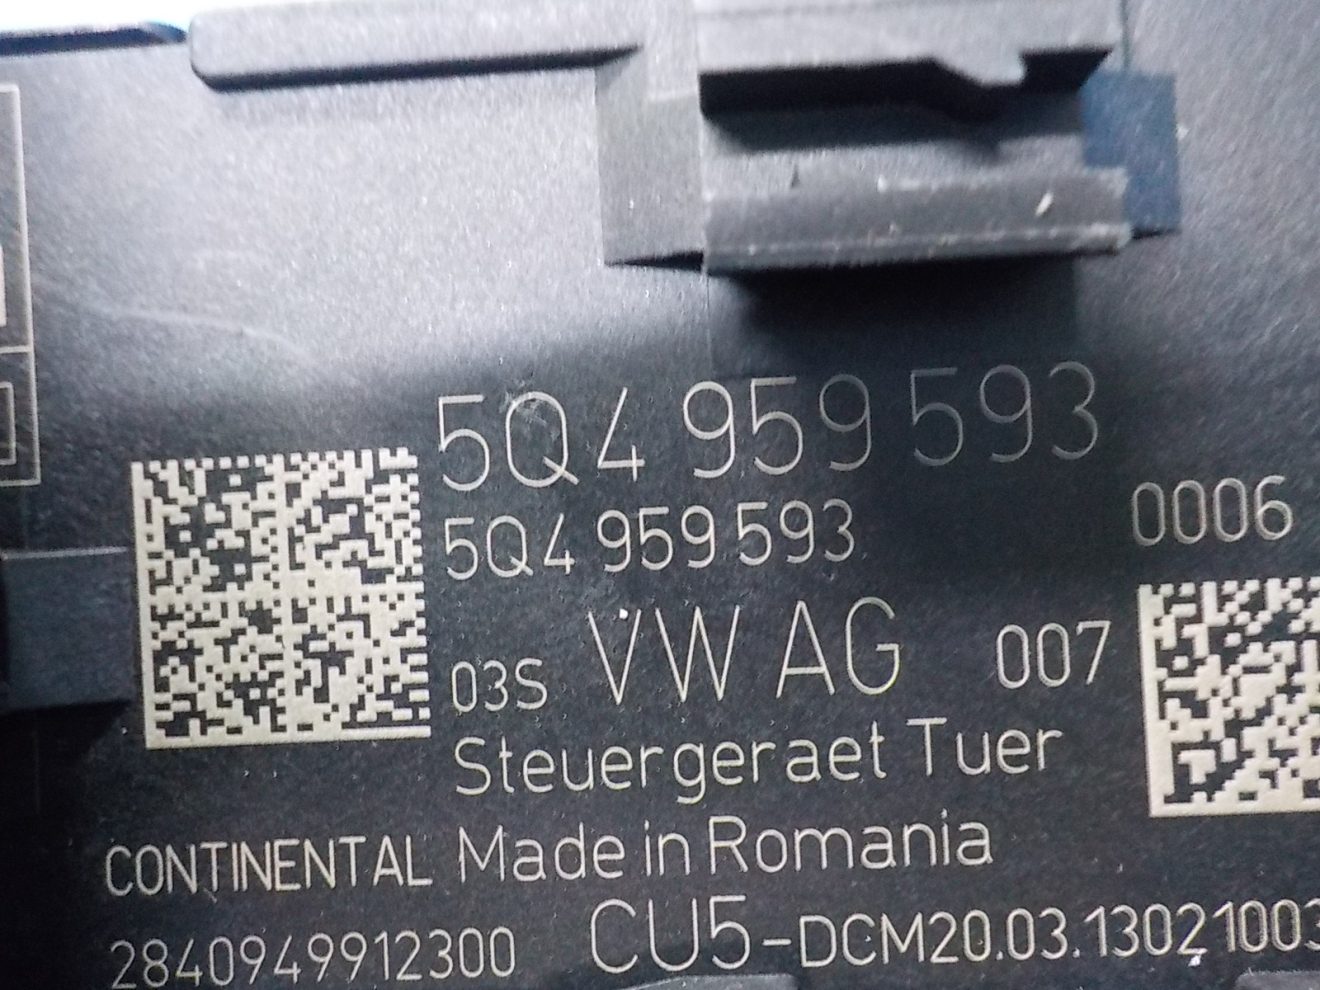 5Q4 959 593
5Q4 959 593 0006
03S VW AG 007
Steuergeraet Tuer
CONTINENTAL Made in Romania
2840949912300 CU5-DCM20.03.13021003